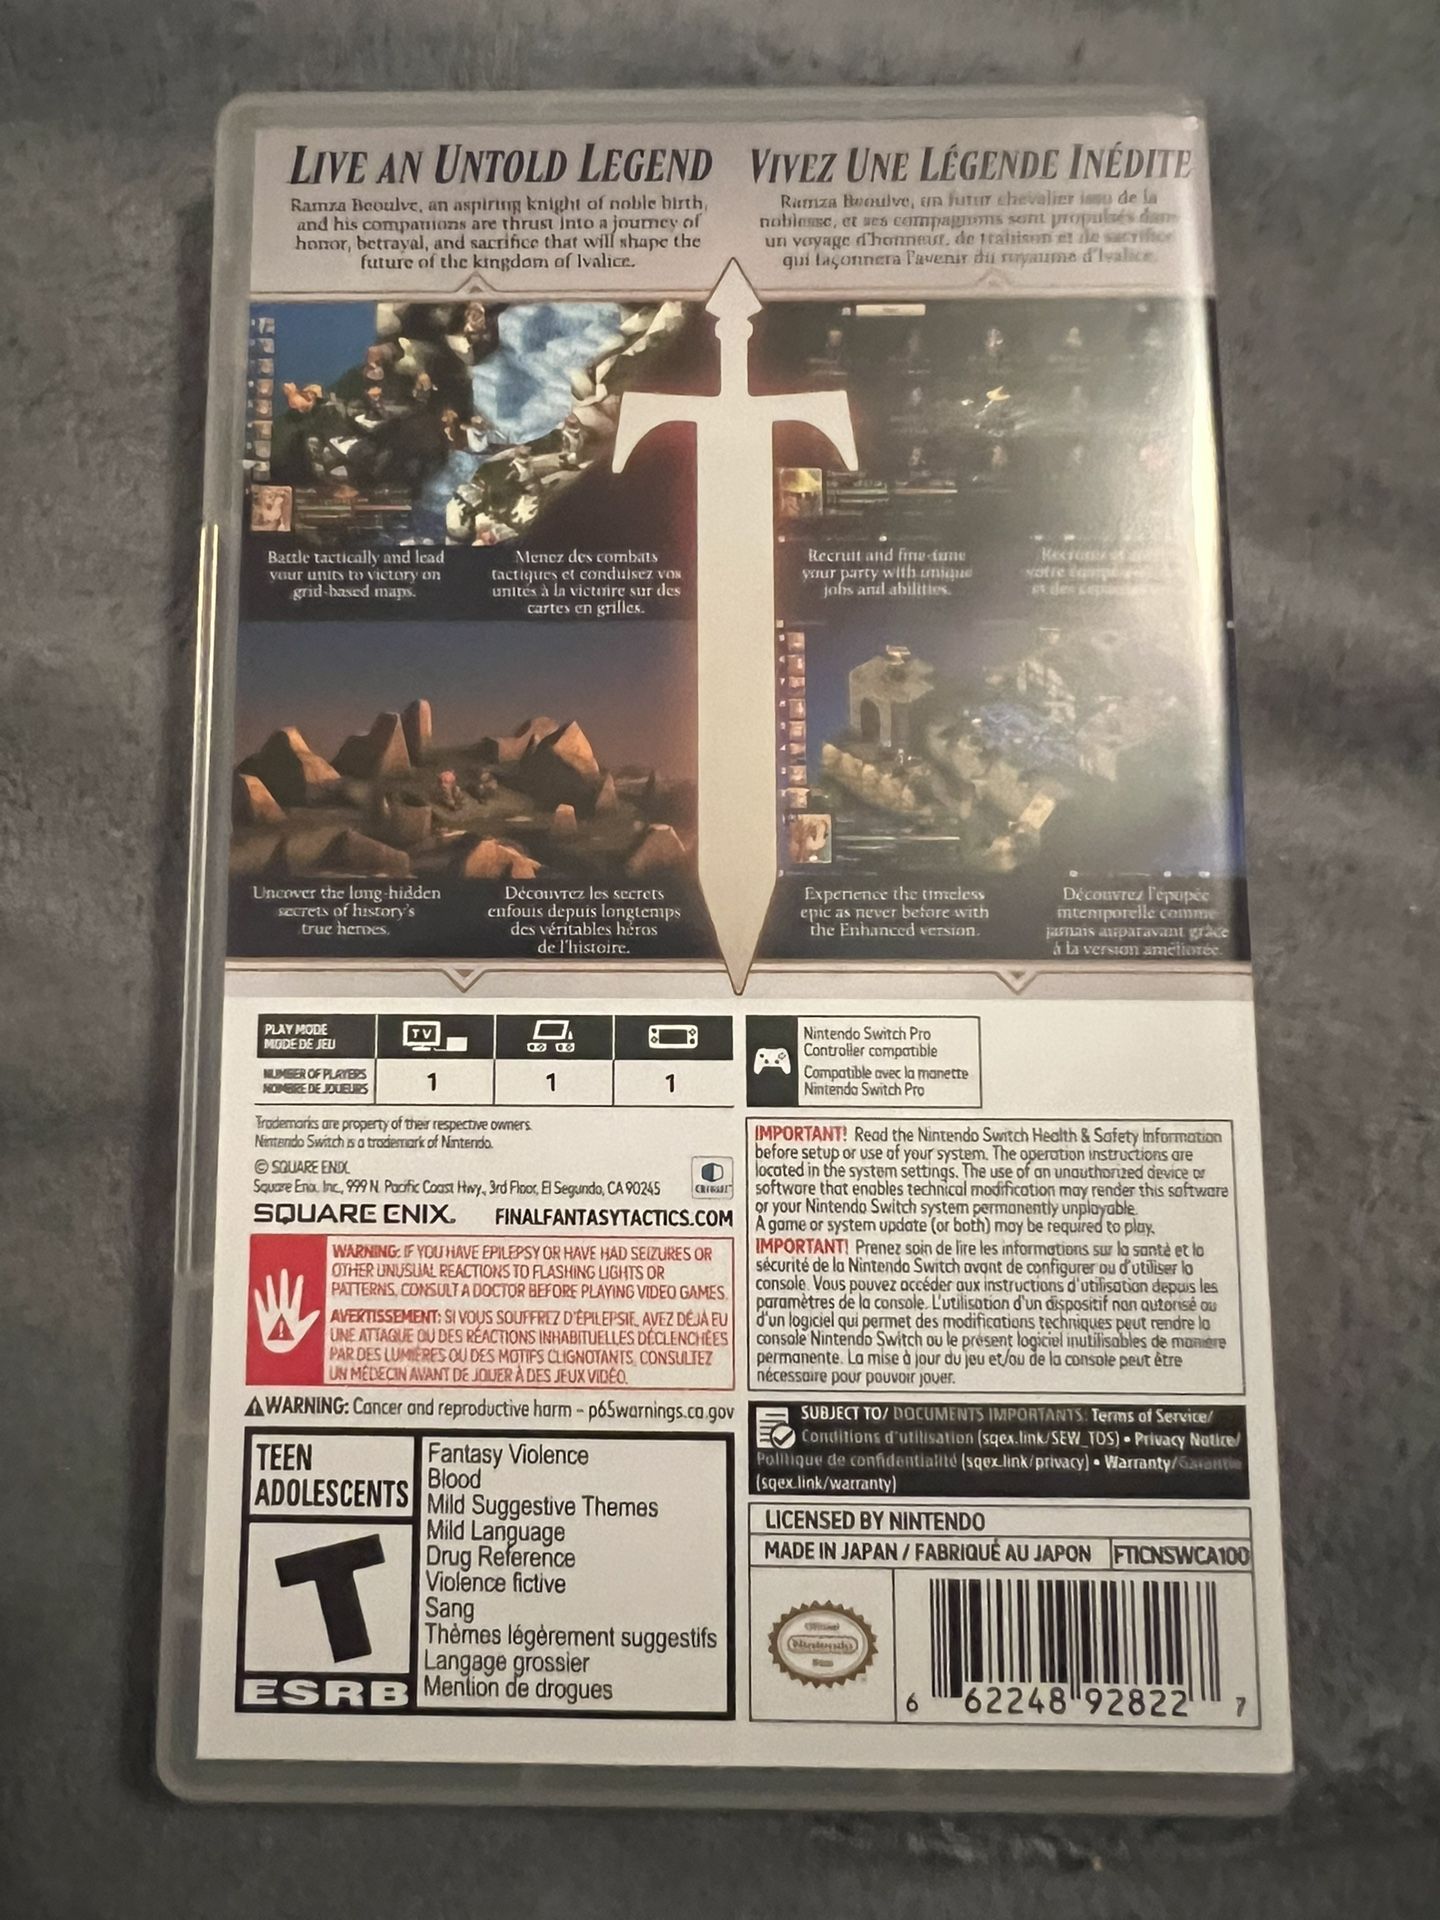 LIVE AN UNTOLD LEGEND
Ramza Beoulve, an aspiring knight of noble birth,
and his companions are thrust into a journey of
honor, betrayal, and sacrifice that will shape the
future of the kingdom of Ivalice.
VIVEZ UNE LÉGENDE INÉDITE
Ramza Beoulve, un futur chevalier issu de la
noblesse, et ses compagnons sont propulsés dans
un voyage d'honneur, de trahison et de sacrifice
qui façonnera l'avenir du royaume d'Ivalice.
Battle tactically and lead
your units to victory on
grid-based maps.
Menez des combats
tactiques et conduisez vos
unités à la victoire sur des
cartes en grilles.
Recruit and fine-tune
your party with unique
jobs and abilities.
Uncover the long-hidden
secrets of history's
true heroes.
Découvrez les secrets
enfouis depuis longtemps
des véritables héros
de l'histoire.
Experience the timeless
epic as never before with
the Enhanced version.
Découvrez l'épopée
intemporelle comme
jamais auparavant grâce
à la version améliorée.
PLAY MODE
MODE DE JEU
TV
NUMBER OF PLAYERS
NOMBRE DE JOUEURS
1 1 1
Nintendo Switch Pro
Controller compatible
Compatible avec la manette
Nintendo Switch Pro
Trademarks are property of their respective owners.
Nintendo Switch is a trademark of Nintendo.
© SQUARE ENIX
Square Enix, Inc., 999 N. Pacific Coast Hwy., 3rd Floor, El Segundo, CA 90245
SQUARE ENIX. FINALFANTASYTACTICS.COM
WARNING: IF YOU HAVE EPILEPSY OR HAVE HAD SEIZURES OR
OTHER UNUSUAL REACTIONS TO FLASHING LIGHTS OR
PATTERNS, CONSULT A DOCTOR BEFORE PLAYING VIDEO GAMES.
AVERTISSEMENT: SI VOUS SOUFFREZ D'ÉPILEPSIE, AVEZ DÉJÀ EU
UNE ATTAQUE OU DES RÉACTIONS INHABITUELLES DÉCLENCHÉES
PAR DES LUMIÈRES OU DES MOTIFS CLIGNOTANTS, CONSULTEZ
UN MÉDECIN AVANT DE JOUER À DES JEUX VIDÉO.
WARNING: Cancer and reproductive harm - p65warnings.ca.gov
TEEN
ADOLESCENTS
T
ESRB
Fantasy Violence
Blood
Mild Suggestive Themes
Mild Language
Drug Reference
Violence fictive
Sang
Thèmes légèrement suggestifs
Langage grossier
Mention de drogues
IMPORTANT! Read the Nintendo Switch Health & Safety Information
before setup or use of your system. The operation instructions are
located in the system settings. The use of an unauthorized device or
software that enables technical modification may render this software
or your Nintendo Switch system permanently unplayable.
A game or system update (or both) may be required to play.
IMPORTANT! Prenez soin de lire les informations sur la santé et la
sécurité de la Nintendo Switch avant de configurer ou d'utiliser la
console. Vous pouvez accéder aux instructions d'utilisation depuis les
paramètres de la console. L'utilisation d'un dispositif non autorisé ou
d'un logiciel qui permet des modifications techniques peut rendre la
console Nintendo Switch ou le présent logiciel inutilisables de manière
permanente. La mise à jour du jeu et/ou de la console peut être
nécessaire pour pouvoir jouer.
SUBJECT TO/ DOCUMENTS IMPORTANTS: Terms of Service/
Conditions d'utilisation (sqex.link/SEW_TOS) • Privacy Notice/
Politique de confidentialité (sqex.link/privacy) • Warranty/Garantie
(sqex.link/warranty)
LICENSED BY NINTENDO
MADE IN JAPAN / FABRIQUÉ AU JAPON FTICNSWCA100
Nintendo
6 62248 92822 7